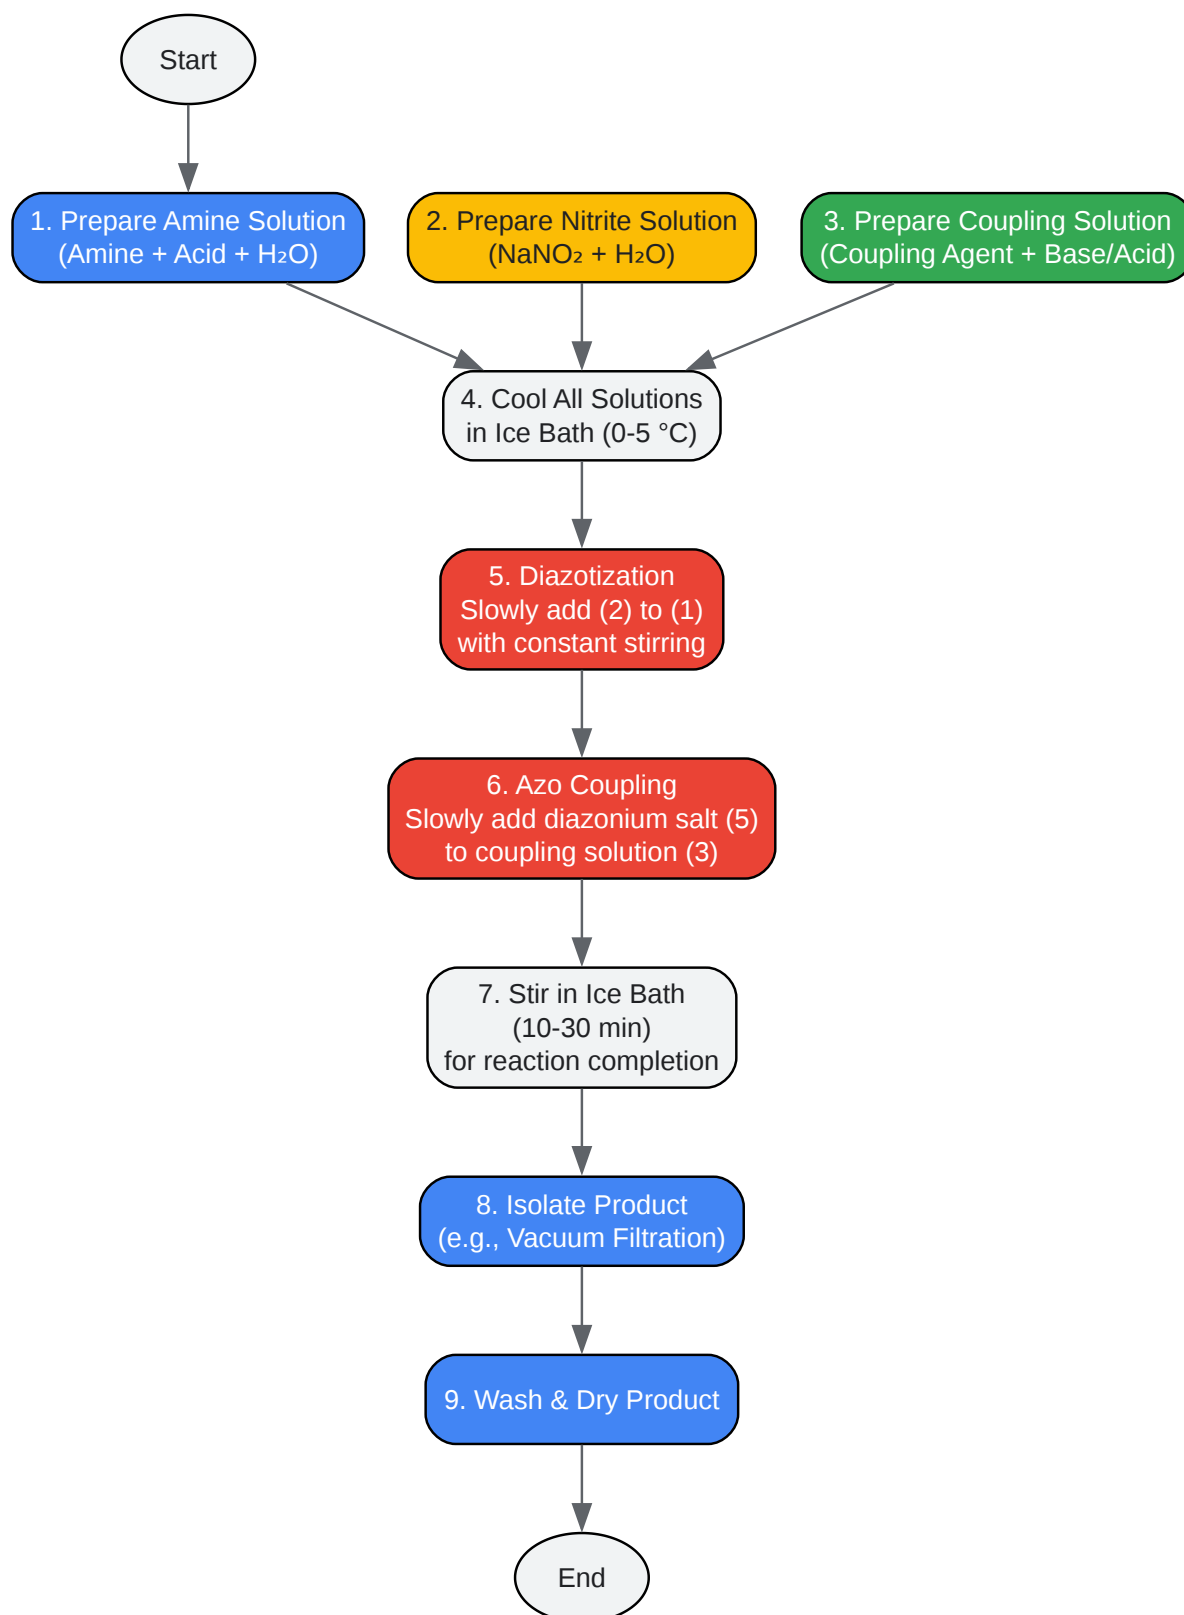 Start
1. Prepare Amine Solution
(Amine + Acid + H₂O)
2. Prepare Nitrite Solution
(NaNO₂ + H₂O)
3. Prepare Coupling Solution
(Coupling Agent + Base/Acid)
4. Cool All Solutions
in Ice Bath (0-5 °C)
5. Diazotization
Slowly add (2) to (1)
with constant stirring
6. Azo Coupling
Slowly add diazonium salt (5)
to coupling solution (3)
7. Stir in Ice Bath
(10-30 min)
for reaction completion
8. Isolate Product
(e.g., Vacuum Filtration)
9. Wash & Dry Product
End